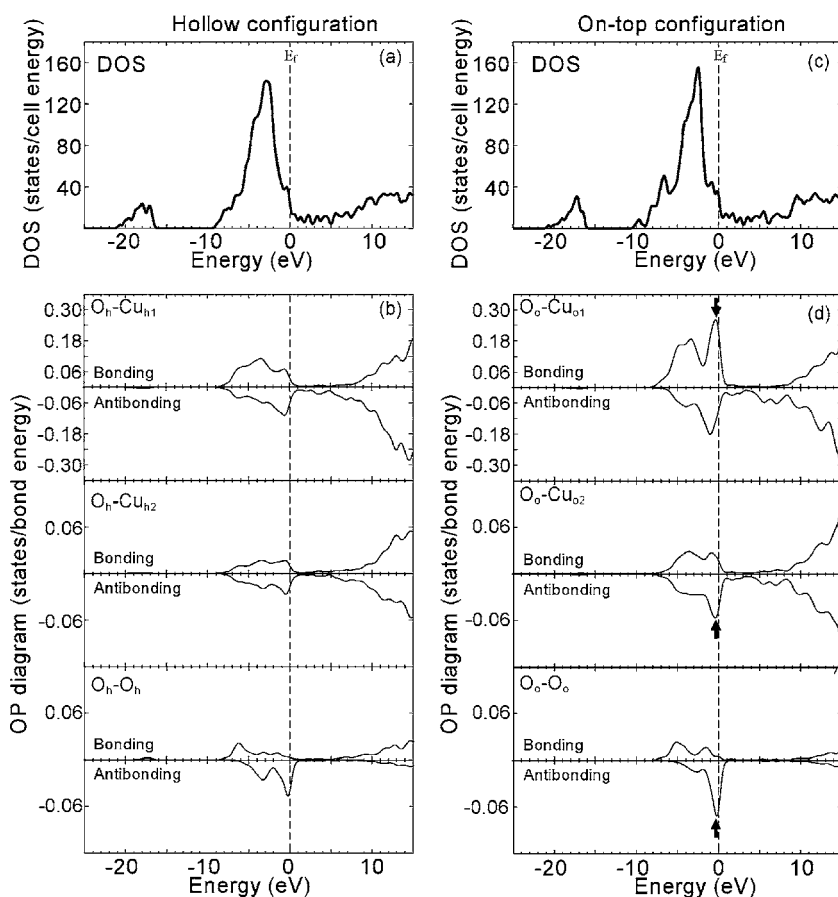 Hollow configuration
On-top configuration
DOS (states/cell energy)
160
120
80
40
DOS
E_f
(a)
-20 -10 0 10
Energy (eV)
DOS (states/cell energy)
160
120
80
40
DOS
E_f
(c)
-20 -10 0 10
Energy (eV)
OP diagram (states/bond energy)
0.30
0.18
0.06
-0.06
-0.18
-0.30
O_h-Cu_h1
(b)
Bonding
Antibonding
0.06
-0.06
O_h-Cu_h2
Bonding
Antibonding
0.06
-0.06
O_h-O_h
Bonding
Antibonding
-20 -10 0 10
Energy (eV)
OP diagram (states/bond energy)
0.30
0.18
0.06
-0.06
-0.18
-0.30
O_o-Cu_o1
(d)
Bonding
Antibonding
0.06
-0.06
O_o-Cu_o2
Bonding
Antibonding
0.06
-0.06
O_o-O_o
Bonding
Antibonding
-20 -10 0 10
Energy (eV)